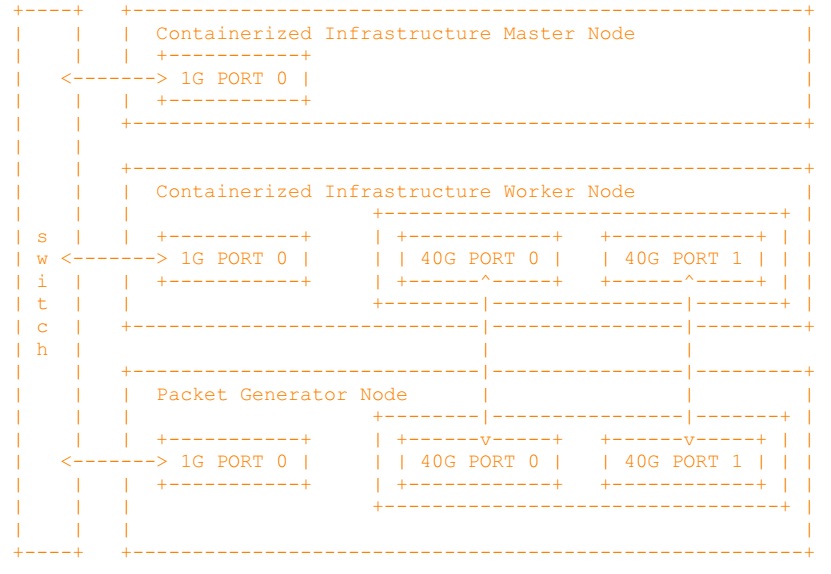 Containerized Infrastructure Master Node
1G PORT 0
Containerized Infrastructure Worker Node
switch
1G PORT 0
40G PORT 0
40G PORT 1
Packet Generator Node
1G PORT 0
40G PORT 0
40G PORT 1